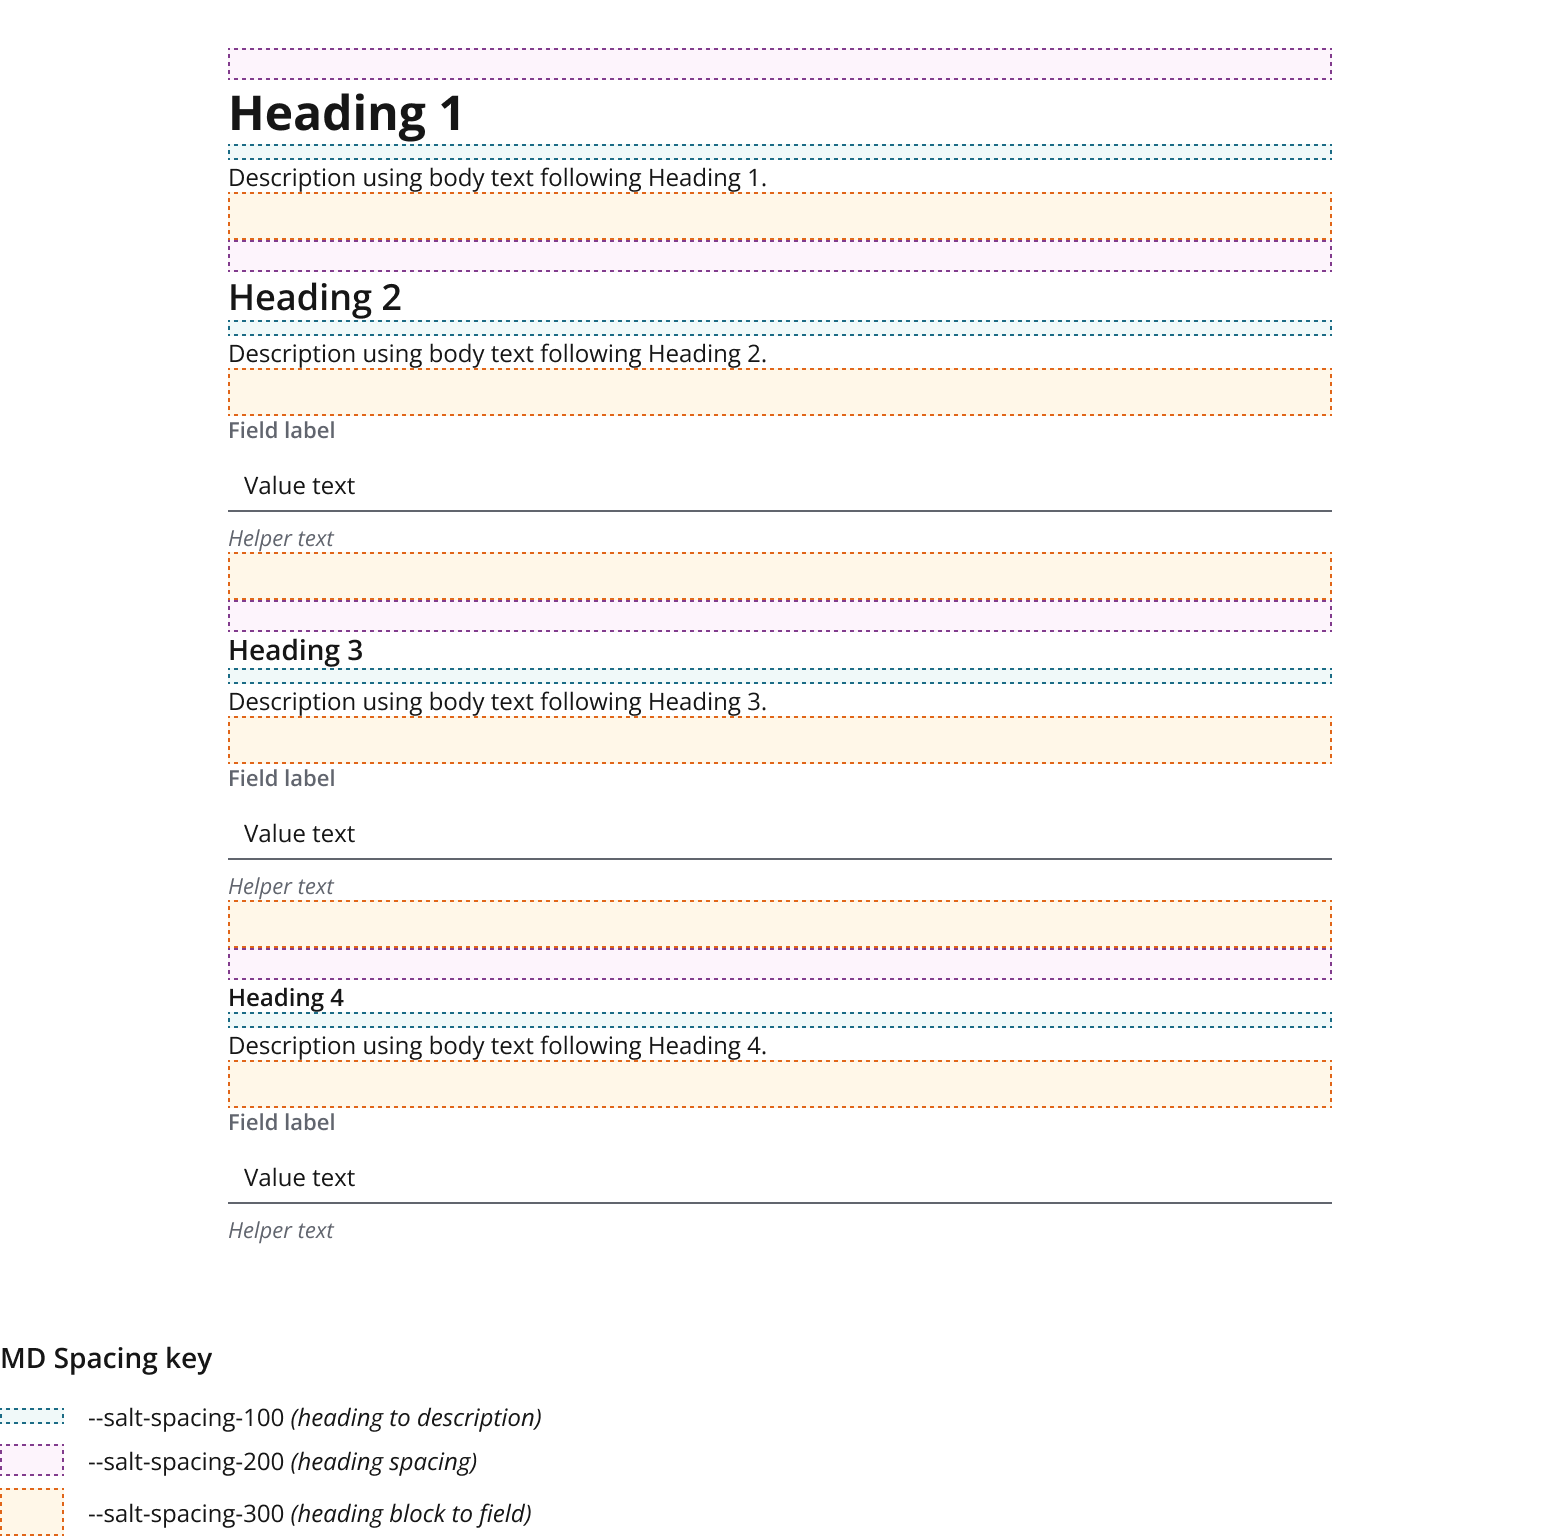 Heading 1
Description using body text following Heading 1.
Heading 2
Description using body text following Heading 2.
Field label
Value text
Helper text
Heading 3
Description using body text following Heading 3.
Field label
Value text
Helper text
Heading 4
Description using body text following Heading 4.
Field label
Value text
Helper text
MD Spacing key
--salt-spacing-100 (heading to description)
--salt-spacing-200 (heading spacing)
--salt-spacing-300 (heading block to field)